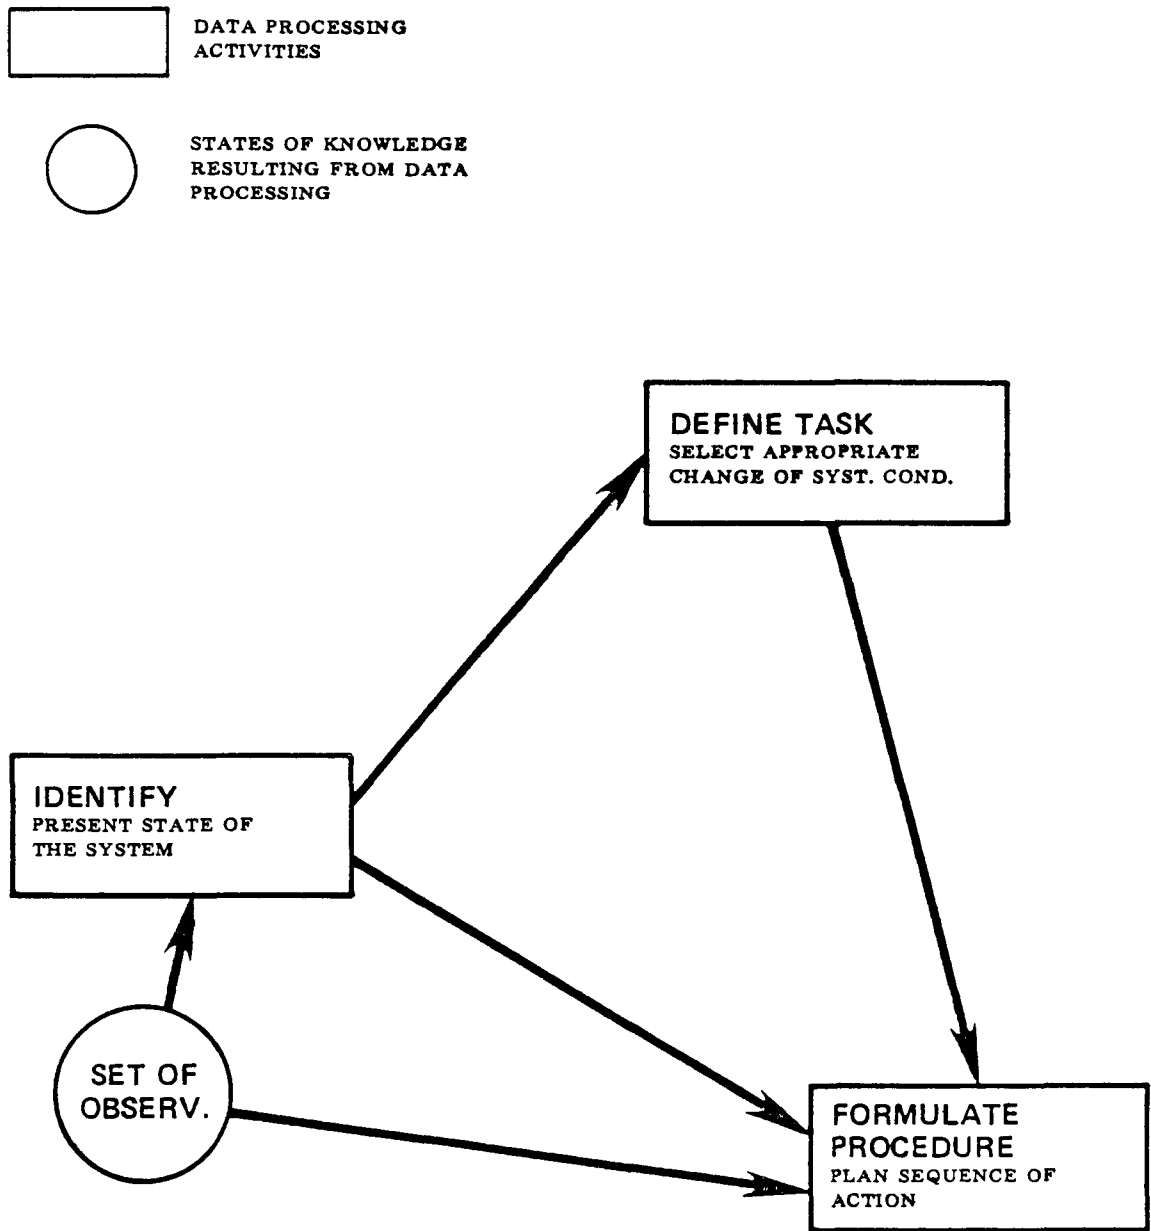 DATA PROCESSING
ACTIVITIES
STATES OF KNOWLEDGE
RESULTING FROM DATA
PROCESSING
DEFINE TASK
SELECT APPROPRIATE
CHANGE OF SYST. COND.
IDENTIFY
PRESENT STATE OF
THE SYSTEM
SET OF
OBSERV.
FORMULATE
PROCEDURE
PLAN SEQUENCE OF
ACTION